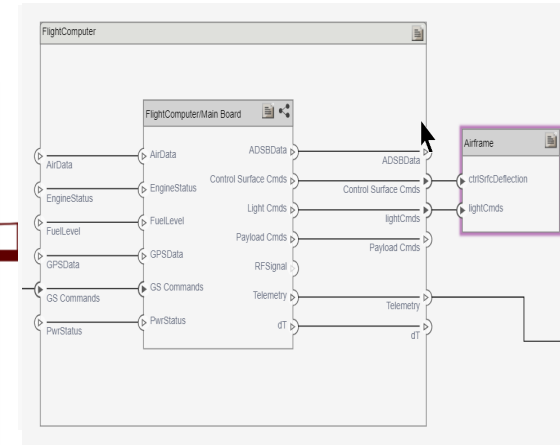 FlightComputer
FlightComputer/Main Board
AirData
EngineStatus
FuelLevel
GPSData
GS Commands
PwrStatus
AirData
EngineStatus
FuelLevel
GPSData
GS Commands
PwrStatus
ADSBData
Control Surface Cmds
Light Cmds
Payload Cmds
RFSignal
Telemetry
dT
ADSBData
Control Surface Cmds
lightCmds
Payload Cmds
Telemetry
dT
Airframe
ctrlSrfcDeflection
lightCmds